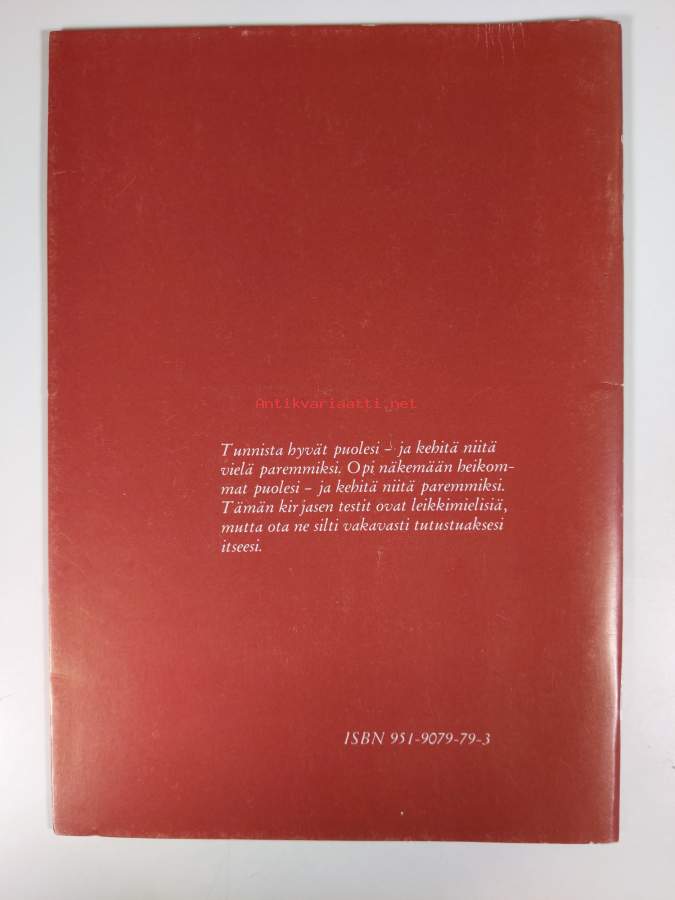 Antikvariaatti.net
Tunnista hyvät puolesi – ja kehitä niitä
vielä paremmiksi. Opi näkemään heikom-
mat puolesi – ja kehitä niitä paremmiksi.
Tämän kirjasen testit ovat leikkimielisiä,
mutta ota ne silti vakavasti tutustuaksesi
itseesi.
ISBN 951-9079-79-3